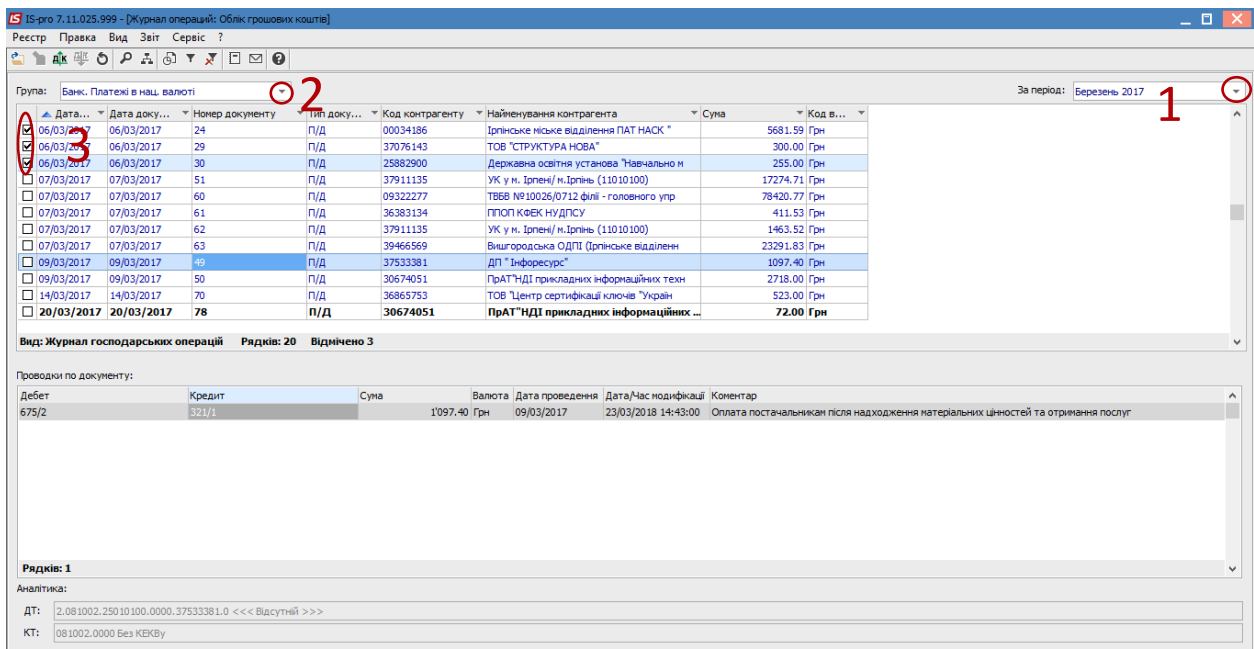 IS-pro 7.11.025.999 - [Журнал операцій: Облік грошових коштів]
Реєстр Правка Вид Звіт Сервіс ?
Група: Банк. Платежі в нац. валюті 2 За період: Березень 2017 1
Дата... Дата доку... Номер документу Тип доку... Код контрагенту Найменування контрагента Сума Код в...
06/03/2017 06/03/2017 24 П/Д 00034186 Ірпінське міське відділення ПАТ НАСК " 5681.59 Грн
06/03/2017 06/03/2017 29 П/Д 37076143 ТОВ "СТРУКТУРА НОВА" 300.00 Грн
3
06/03/2017 06/03/2017 30 П/Д 25882900 Державна освітня установа "Навчально м 255.00 Грн
07/03/2017 07/03/2017 51 П/Д 37911135 УК у м. Ірпені/ м.Ірпінь (11010100) 17274.71 Грн
07/03/2017 07/03/2017 60 П/Д 09322277 ТВБВ №10026/0712 філії - головного упр 78420.77 Грн
07/03/2017 07/03/2017 61 П/Д 36383134 ППОП КФЕК НУДПСУ 411.53 Грн
07/03/2017 07/03/2017 62 П/Д 37911135 УК у м. Ірпені/ м.Ірпінь (11010100) 1463.52 Грн
07/03/2017 07/03/2017 63 П/Д 39466569 Вишгородська ОДПІ (Ірпінське відділенн 23291.83 Грн
09/03/2017 09/03/2017 49 П/Д 37533381 ДП " Інфоресурс" 1097.40 Грн
09/03/2017 09/03/2017 50 П/Д 30674051 ПрАТ"НДІ прикладних інформаційних техн 2718.00 Грн
14/03/2017 14/03/2017 70 П/Д 36865753 ТОВ "Центр сертифікації ключів "Україн 523.00 Грн
20/03/2017 20/03/2017 78 П/Д 30674051 ПрАТ"НДІ прикладних інформаційних ... 72.00 Грн
Вид: Журнал господарських операцій Рядків: 20 Відмічено 3
Проводки по документу:
Дебет Кредит Сума Валюта Дата проведення Дата/Час модифікації Коментар
675/2 321/1 1'097.40 Грн 09/03/2017 23/03/2018 14:43:00 Оплата постачальникам після надходження матеріальних цінностей та отримання послуг
Рядків: 1
Аналітика:
ДТ: 2.081002.25010100.0000.37533381.0 <<< Відсутній >>>
КТ: 081002.0000 Без КЕКВу